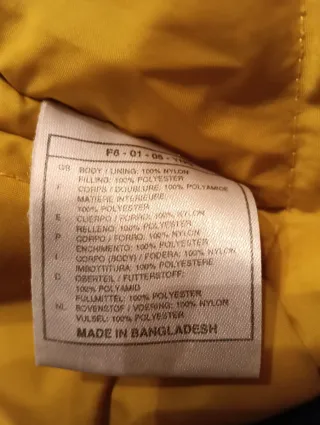 GB BODY / LINING: 100% NYLON
FILLING: 100% POLYESTER
F CORPS / DOUBLURE: 100% POLYAMIDE
MATIERE INTERIEURE:
100% POLYESTER
E CUERPO / FORRO: 100% NYLON
RELLENO: 100% POLYESTER
P CORPO / FORRO: 100% NYLON
ENCHIMENTO: 100% POLYESTER
I CORPO (BODY) / FODERA: 100% NYLON
IMBOTTITURA: 100% POLYESTERE
D OBERTEIL / FUTTERSTOFF:
100% POLYAMID
FULLMITTEL: 100% POLYESTER
NL BOVENSTOF / VOERING: 100% NYLON
VULSEL: 100% POLYESTER
MADE IN BANGLADESH